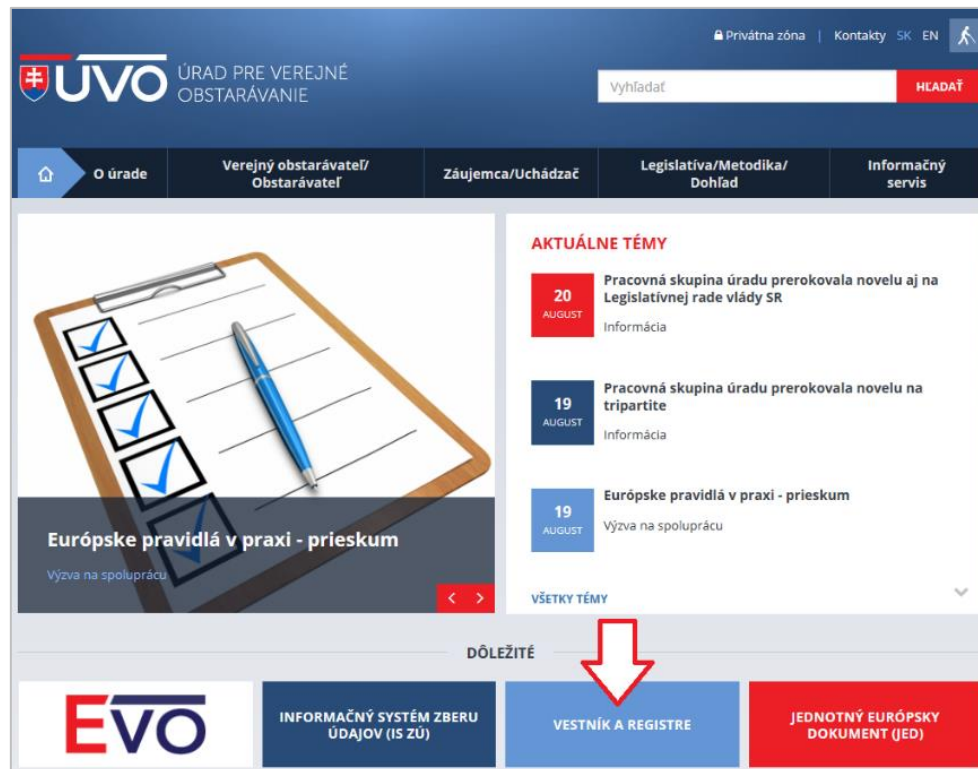 Privátna zóna | Kontakty SK EN
ÚVO ÚRAD PRE VEREJNÉ
OBSTARÁVANIE
Vyhľadať
HĽADAŤ
O úrade
Verejný obstarávateľ/
Obstarávateľ
Záujemca/Uchádzač
Legislatíva/Metodika/
Dohľad
Informačný
servis
Európske pravidlá v praxi - prieskum
Výzva na spoluprácu
AKTUÁLNE TÉMY
20
AUGUST
Pracovná skupina úradu prerokovala novelu aj na
Legislatívnej rade vlády SR
Informácia
19
AUGUST
Pracovná skupina úradu prerokovala novelu na
tripartite
Informácia
19
AUGUST
Európske pravidlá v praxi - prieskum
Výzva na spoluprácu
VŠETKY TÉMY
DÔLEŽITÉ
EVO
INFORMAČNÝ SYSTÉM ZBERU
ÚDAJOV (IS ZÚ)
VESTNÍK A REGISTRE
JEDNOTNÝ EURÓPSKY
DOKUMENT (JED)